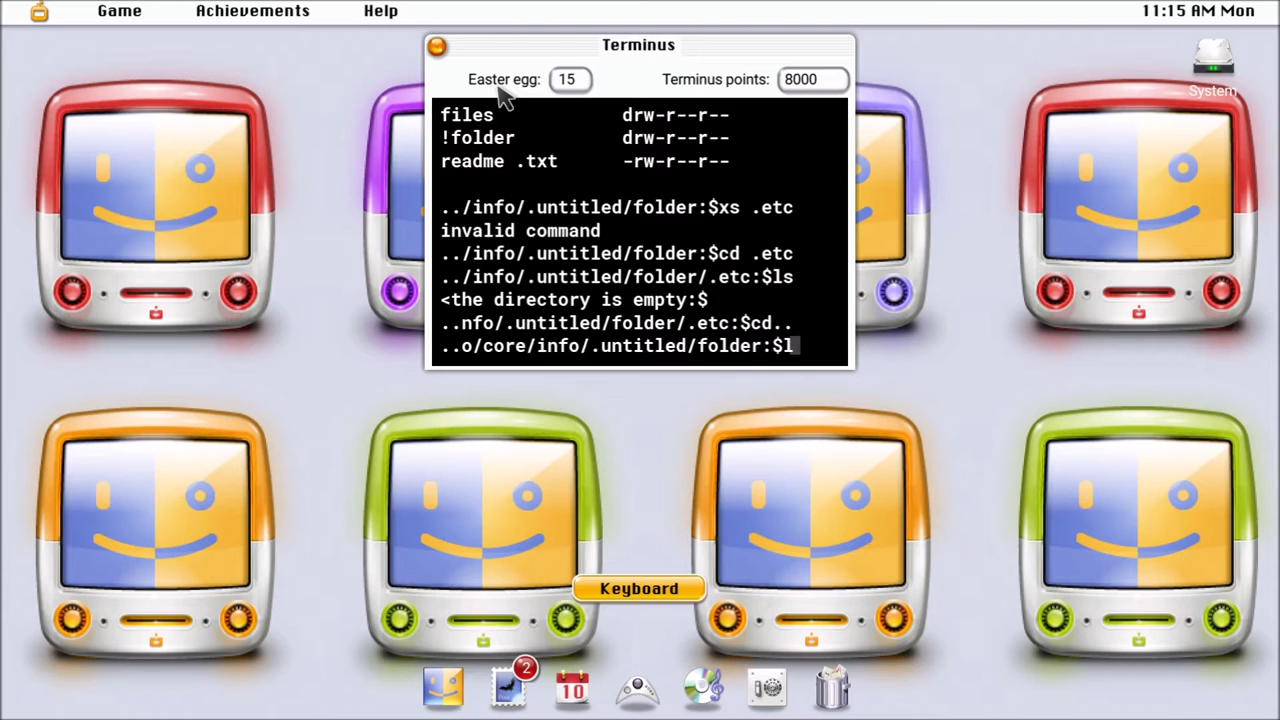 Game Achievements Help 11:15 AM Mon
Terminus
Easter egg: 15 Terminus points: 8000
System
files drw-r--r--
!folder drw-r--r--
readme .txt -rw-r--r--
../info/.untitled/folder:$xs .etc
invalid command
../info/.untitled/folder:$cd .etc
../info/.untitled/folder/.etc:$ls
<the directory is empty:$
..nfo/.untitled/folder/.etc:$cd..
..o/core/info/.untitled/folder:$l
Keyboard
2
10